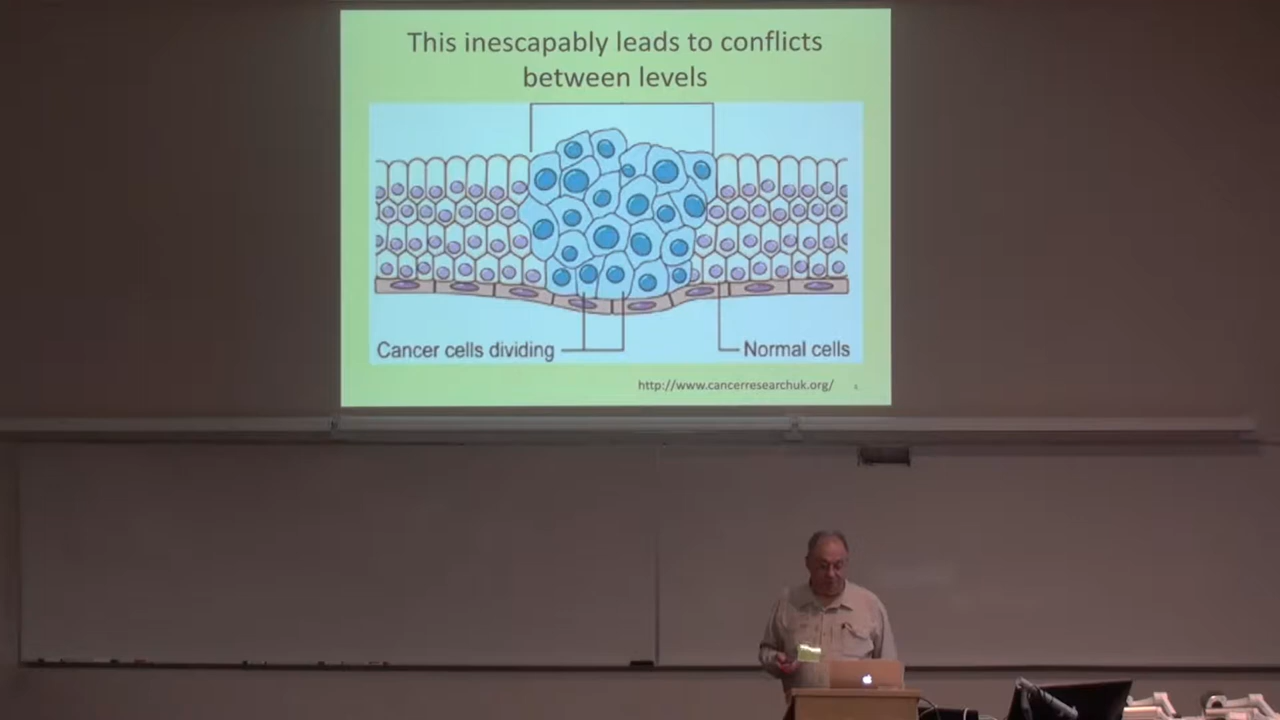 This inescapably leads to conflicts
between levels
Cancer cells dividing
Normal cells
http://www.cancerresearchuk.org/